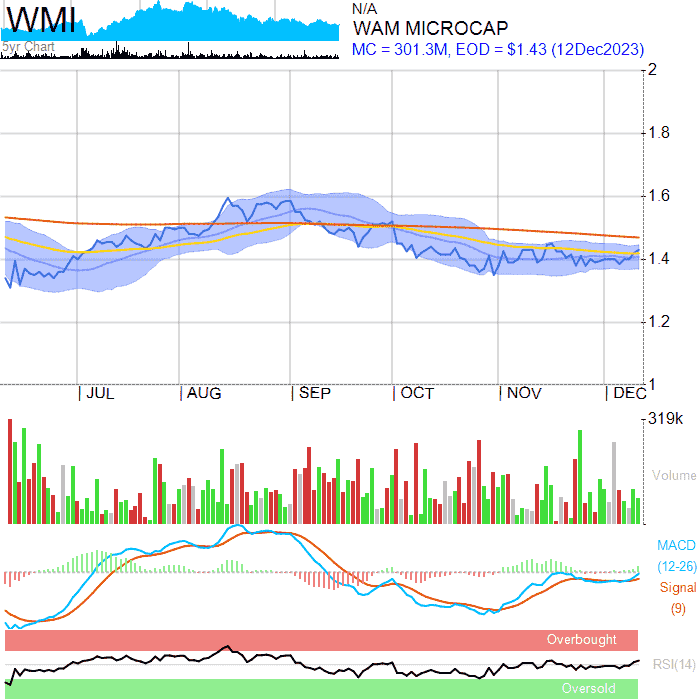 WMI
5yr Chart
N/A
WAM MICROCAP
MC = 301.3M, EOD = $1.43 (12Dec2023)
2
1.8
1.6
1.4
1.2
1
JUL
AUG
SEP
OCT
NOV
DEC
319k
Volume
MACD
(12-26)
Signal
(9)
Overbought
RSI(14)
Oversold